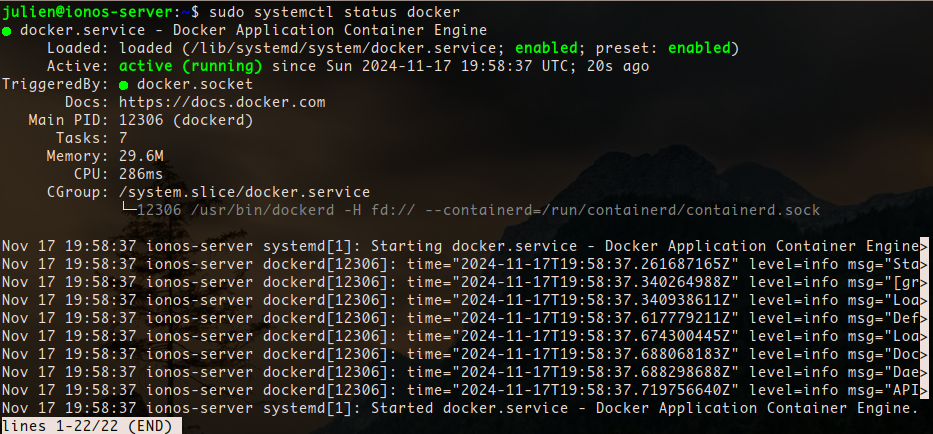 julien@ionos-server:~$ sudo systemctl status docker
● docker.service - Docker Application Container Engine
     Loaded: loaded (/lib/systemd/system/docker.service; enabled; preset: enabled)
     Active: active (running) since Sun 2024-11-17 19:58:37 UTC; 20s ago
TriggeredBy: ● docker.socket
       Docs: https://docs.docker.com
   Main PID: 12306 (dockerd)
      Tasks: 7
     Memory: 29.6M
        CPU: 286ms
     CGroup: /system.slice/docker.service
             └─12306 /usr/bin/dockerd -H fd:// --containerd=/run/containerd/containerd.sock
Nov 17 19:58:37 ionos-server systemd[1]: Starting docker.service - Docker Application Container Engine>
Nov 17 19:58:37 ionos-server dockerd[12306]: time="2024-11-17T19:58:37.261687165Z" level=info msg="Sta>
Nov 17 19:58:37 ionos-server dockerd[12306]: time="2024-11-17T19:58:37.340264988Z" level=info msg="[gr>
Nov 17 19:58:37 ionos-server dockerd[12306]: time="2024-11-17T19:58:37.340938611Z" level=info msg="Loa>
Nov 17 19:58:37 ionos-server dockerd[12306]: time="2024-11-17T19:58:37.617779211Z" level=info msg="Def>
Nov 17 19:58:37 ionos-server dockerd[12306]: time="2024-11-17T19:58:37.674300445Z" level=info msg="Loa>
Nov 17 19:58:37 ionos-server dockerd[12306]: time="2024-11-17T19:58:37.688068183Z" level=info msg="Doc>
Nov 17 19:58:37 ionos-server dockerd[12306]: time="2024-11-17T19:58:37.688298688Z" level=info msg="Dae>
Nov 17 19:58:37 ionos-server dockerd[12306]: time="2024-11-17T19:58:37.719756640Z" level=info msg="API>
Nov 17 19:58:37 ionos-server systemd[1]: Started docker.service - Docker Application Container Engine.
lines 1-22/22 (END)